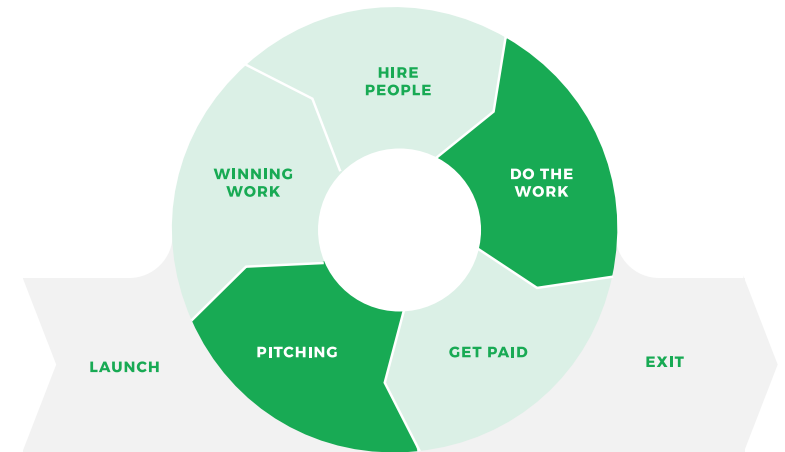 HIRE
PEOPLE
WINNING
WORK
DO THE
WORK
PITCHING
GET PAID
LAUNCH
EXIT